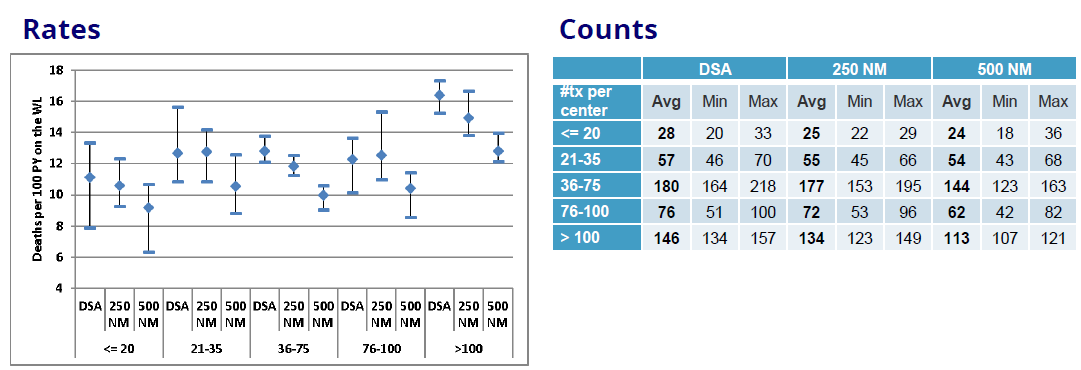 Rates
Deaths per 100 PY on the WL
18
16
14
12
10
8
6
4
DSA 250 NM 500 NM DSA 250 NM 500 NM DSA 250 NM 500 NM DSA 250 NM 500 NM DSA 250 NM 500 NM
<= 20 21-35 36-75 76-100 >100
Counts
DSA 250 NM 500 NM
#tx per center Avg Min Max Avg Min Max Avg Min Max
<= 20 28 20 33 25 22 29 24 18 36
21-35 57 46 70 55 45 66 54 43 68
36-75 180 164 218 177 153 195 144 123 163
76-100 76 51 100 72 53 96 62 42 82
> 100 146 134 157 134 123 149 113 107 121